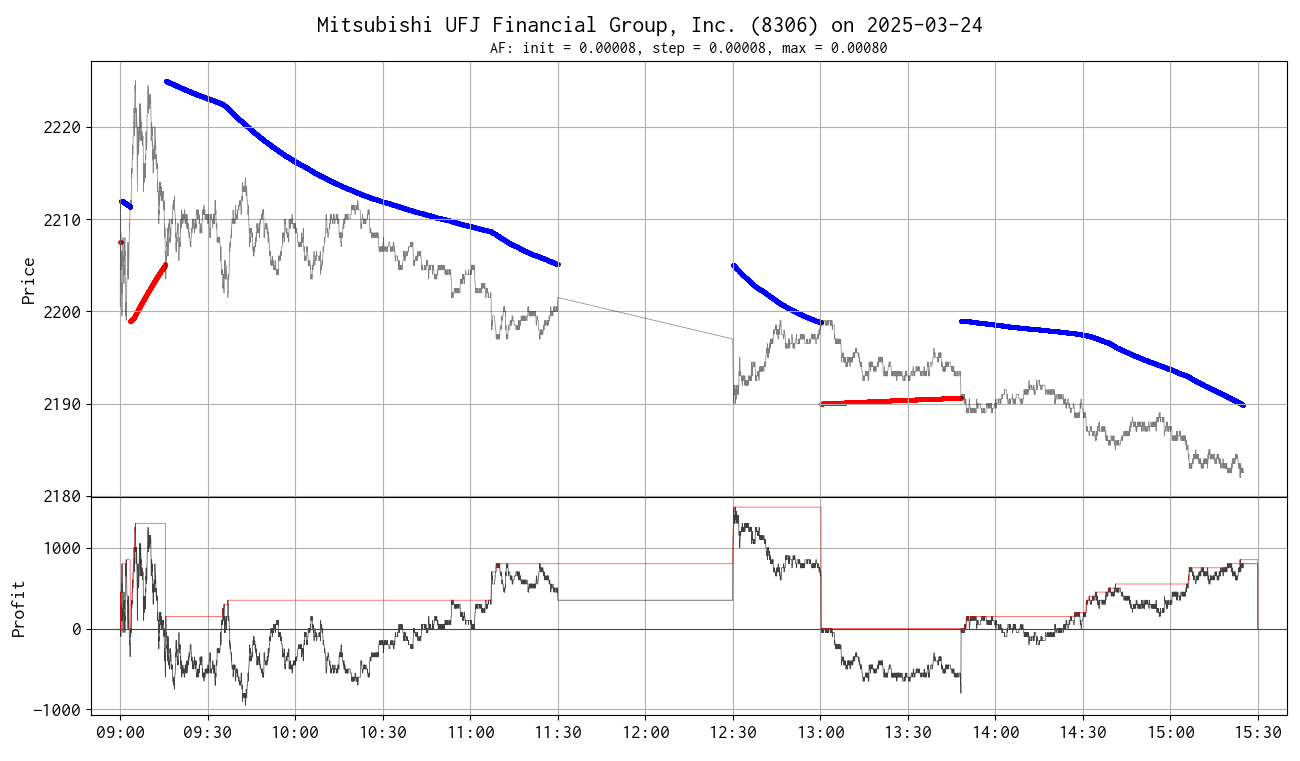 Mitsubishi UFJ Financial Group, Inc. (8306) on 2025-03-24
AF: init = 0.00008, step = 0.00008, max = 0.00080
Price
2220
2210
2200
2190
2180
Profit
1000
0
−1000
09:00 09:30 10:00 10:30 11:00 11:30 12:00 12:30 13:00 13:30 14:00 14:30 15:00 15:30